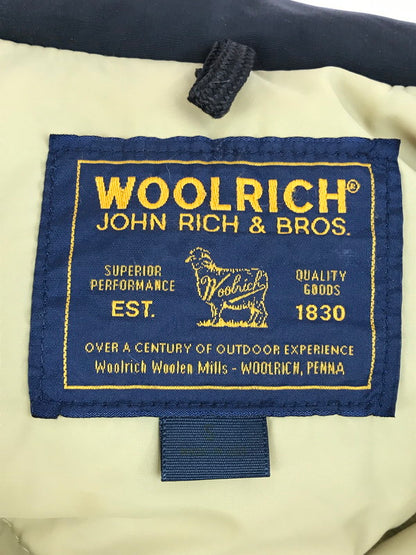 WOOLRICH®
JOHN RICH & BROS.
SUPERIOR
PERFORMANCE
EST.
Woolrich
QUALITY
GOODS
1830
OVER A CENTURY OF OUTDOOR EXPERIENCE
Woolrich Woolen Mills - WOOLRICH, PENNA